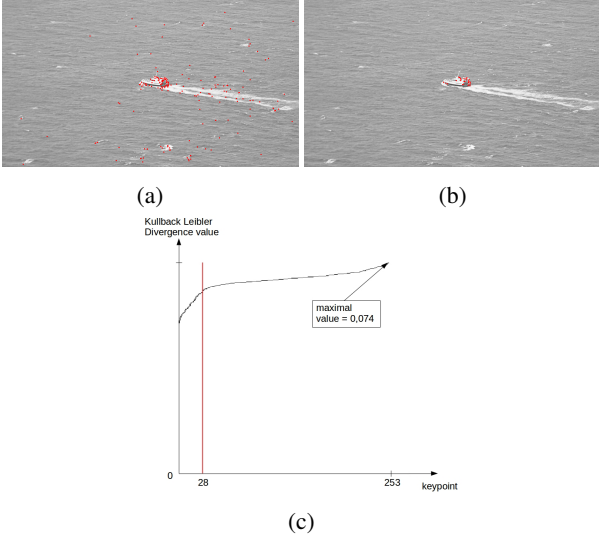 (a)
(b)
Kullback Leibler
Divergence value
maximal
value = 0,074
0
28
253
keypoint
(c)